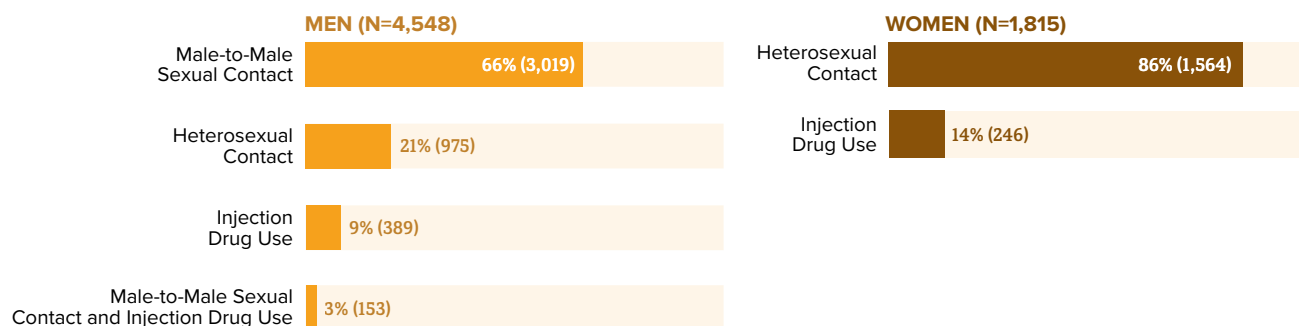 MEN (N=4,548)
Male-to-Male
Sexual Contact
66% (3,019)
Heterosexual
Contact
21% (975)
Injection
Drug Use
9% (389)
Male-to-Male Sexual
Contact and Injection Drug Use
3% (153)
WOMEN (N=1,815)
Heterosexual
Contact
86% (1,564)
Injection
Drug Use
14% (246)